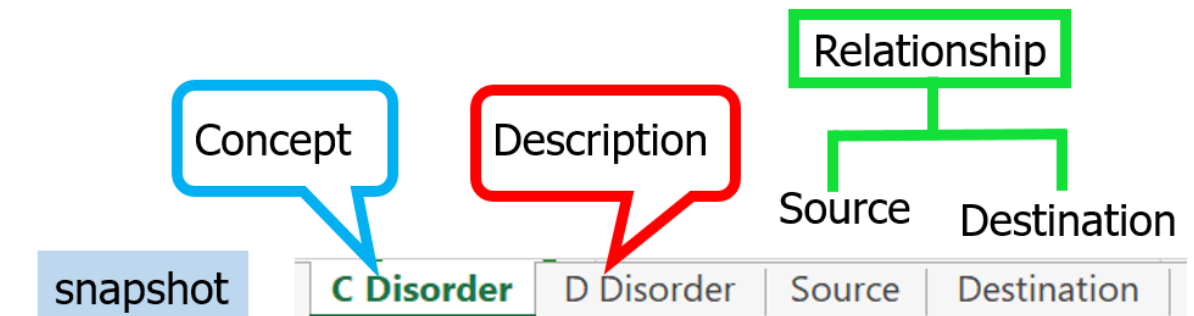 Relationship
Concept
Description
Source
Destination
snapshot
C Disorder
D Disorder
Source
Destination